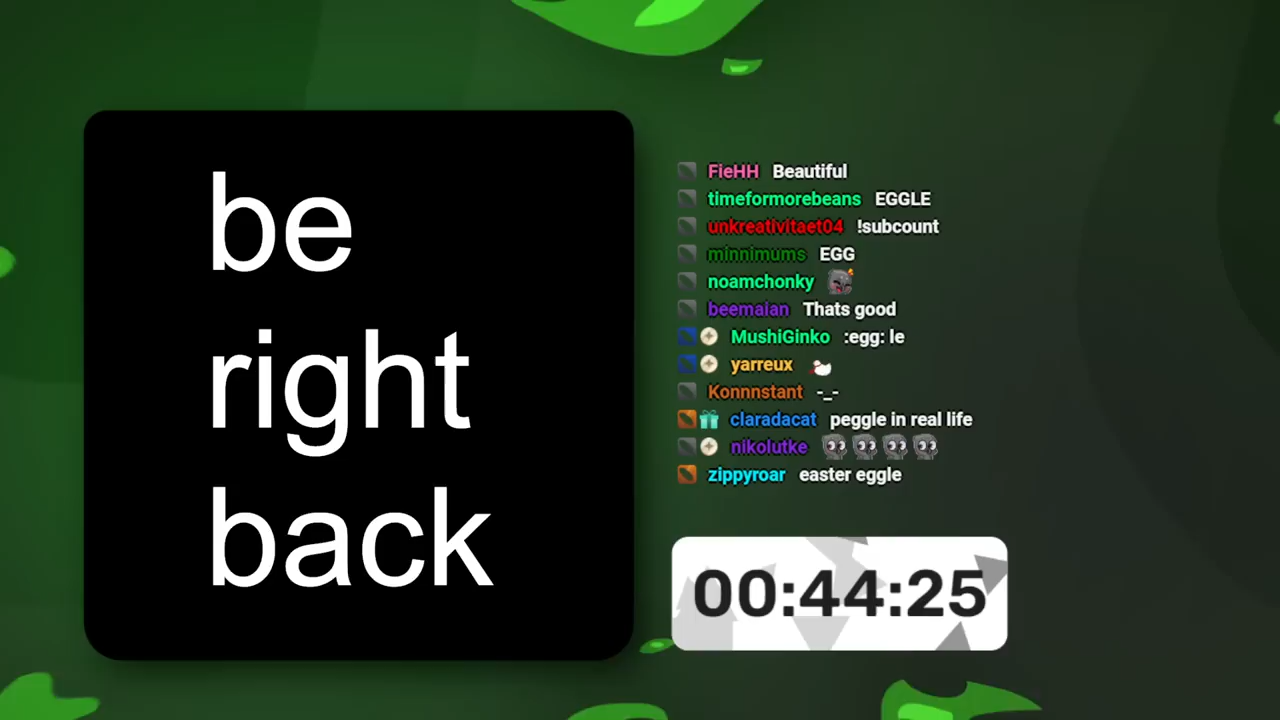 be
right
back
FieHH Beautiful
timeformorebeans EGGLE
unkreativitaet04 !subcount
minnimums EGG
noamchonky
beemaian Thats good
MushiGinko :egg: le
yarreux
Konnnstant -_-
claradacat peggle in real life
nikolutke
zippyroar easter eggle
00:44:25